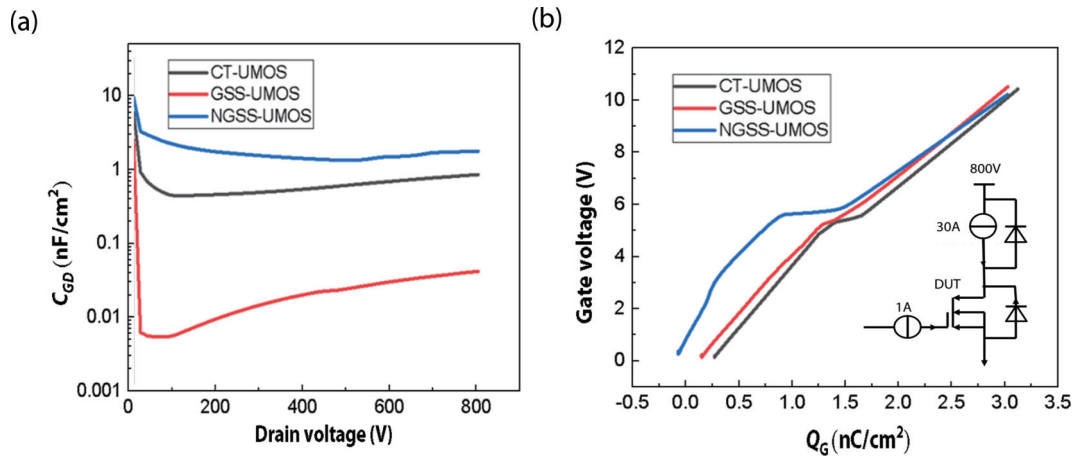 (a)
CT-UMOS
GSS-UMOS
NGSS-UMOS
10
1
0.1
0.01
0.001
C_GD (nF/cm²)
0 200 400 600 800
Drain voltage (V)
(b)
CT-UMOS
GSS-UMOS
NGSS-UMOS
12
10
8
6
4
2
0
Gate voltage (V)
800V
30A
DUT
1A
-0.5 0.0 0.5 1.0 1.5 2.0 2.5 3.0 3.5
Q_G (nC/cm²)